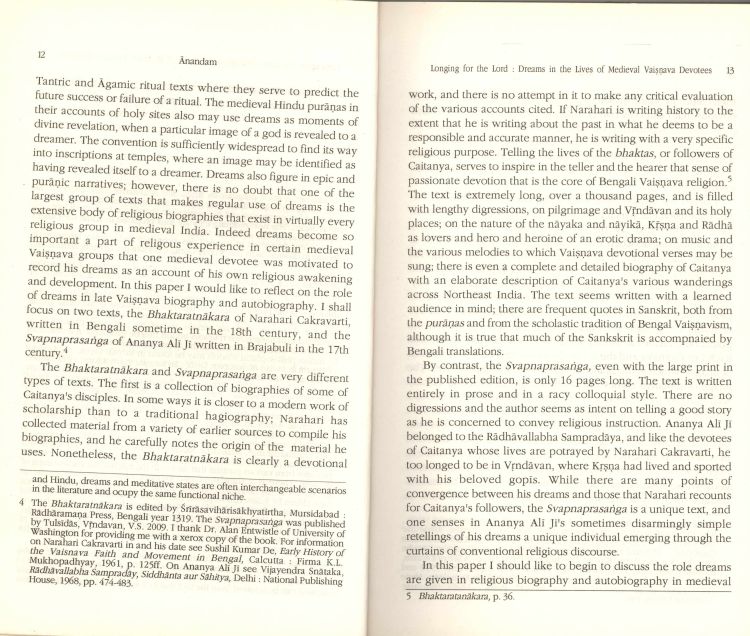 12
Ānandam
Tantric and Āgamic ritual texts where they serve to predict the
future success or failure of a ritual. The medieval Hindu purāṇas in
their accounts of holy sites also may use dreams as moments of
divine revelation, when a particular image of a god is revealed to a
dreamer. The convention is sufficiently widespread to find its way
into inscriptions at temples, where an image may be identified as
having revealed itself to a dreamer. Dreams also figure in epic and
purāṇic narratives; however, there is no doubt that one of the
largest group of texts that makes regular use of dreams is the
extensive body of religious biographies that exist in virtually every
religious group in medieval India. Indeed dreams become so
important a part of religous experience in certain medieval
Vaiṣṇava groups that one medieval devotee was motivated to
record his dreams as an account of his own religious awakening
and development. In this paper I would like to reflect on the role
of dreams in late Vaiṣṇava biography and autobiography. I shall
focus on two texts, the Bhaktaratnākara of Narahari Cakravarti,
written in Bengali sometime in the 18th century, and the
Svapnaprasaṅga of Ananya Ali Ji written in Brajabuli in the 17th
century.4
The Bhaktaratnākara and Svapnaprasaṅga are very different
types of texts. The first is a collection of biographies of some of
Caitanya's disciples. In some ways it is closer to a modern work of
scholarship than to a traditional hagiography; Narahari has
collected material from a variety of earlier sources to compile his
biographies, and he carefully notes the origin of the material he
uses. Nonetheless, the Bhaktaratnākara is clearly a devotional
and Hindu, dreams and meditative states are often interchangeable scenarios
in the literature and ocupy the same functional niche.
4 The Bhaktaratnākara is edited by Śrīrāsavihārisākhyatirtha, Mursidabad :
Rādhāramaṇa Press, Bengali year 1319. The Svapnaprasaṅga was published
by Tulsidās, Vṛndavan, V.S. 2009. I thank Dr. Alan Entwistle of University of
Washington for providing me with a xerox copy of the book. For information
on Narahari Cakravarti in and his date see Sushil Kumar De, Early History of
the Vaisnava Faith and Movement in Bengal, Calcutta : Firma K.L.
Mukhopadhyay, 1961, p. 125ff. On Ananya Ali Ji see Vijayendra Snātaka,
Rādhāvallabha Sampraday, Siddhānta aur Sāhitya, Delhi : National Publishing
House, 1968, pp. 474-483.
Longing for the Lord : Dreams in the Lives of Medieval Vaiṣṇava Devotees 13
work, and there is no attempt in it to make any critical evaluation
of the various accounts cited. If Narahari is writing history to the
extent that he is writing about the past in what he deems to be a
responsible and accurate manner, he is writing with a very specific
religious purpose. Telling the lives of the bhaktas, or followers of
Caitanya, serves to inspire in the teller and the hearer that sense of
passionate devotion that is the core of Bengali Vaiṣṇava religion.5
The text is extremely long, over a thousand pages, and is filled
with lengthy digressions, on pilgrimage and Vṛndāvan and its holy
places; on the nature of the nāyaka and nāyikā, Kṛṣṇa and Rādhā
as lovers and hero and heroine of an erotic drama; on music and
the various melodies to which Vaiṣṇava devotional verses may be
sung; there is even a complete and detailed biography of Caitanya
with an elaborate description of Caitanya's various wanderings
across Northeast India. The text seems written with a learned
audience in mind; there are frequent quotes in Sanskrit, both from
the purāṇas and from the scholastic tradition of Bengal Vaiṣṇavism,
although it is true that much of the Sankskrit is accompnaied by
Bengali translations.
By contrast, the Svapnaprasaṅga, even with the large print in
the published edition, is only 16 pages long. The text is written
entirely in prose and in a racy colloquial style. There are no
digressions and the author seems as intent on telling a good story
as he is concerned to convey religious instruction. Ananya Ali Ji
belonged to the Rādhāvallabha Sampradāya, and like the devotees
of Caitanya whose lives are potrayed by Narahari Cakravarti, he
too longed to be in Vṛndavan, where Kṛṣṇa had lived and sported
with his beloved gopis. While there are many points of
convergence between his dreams and those that Narahari recounts
for Caitanya's followers, the Svapnaprasaṅga is a unique text, and
one senses in Ananya Ali Ji's sometimes disarmingly simple
retellings of his dreams a unique individual emerging through the
curtains of conventional religious discourse.
In this paper I should like to begin to discuss the role dreams
are given in religious biography and autobiography in medieval
5 Bhaktaratanākara, p. 36.